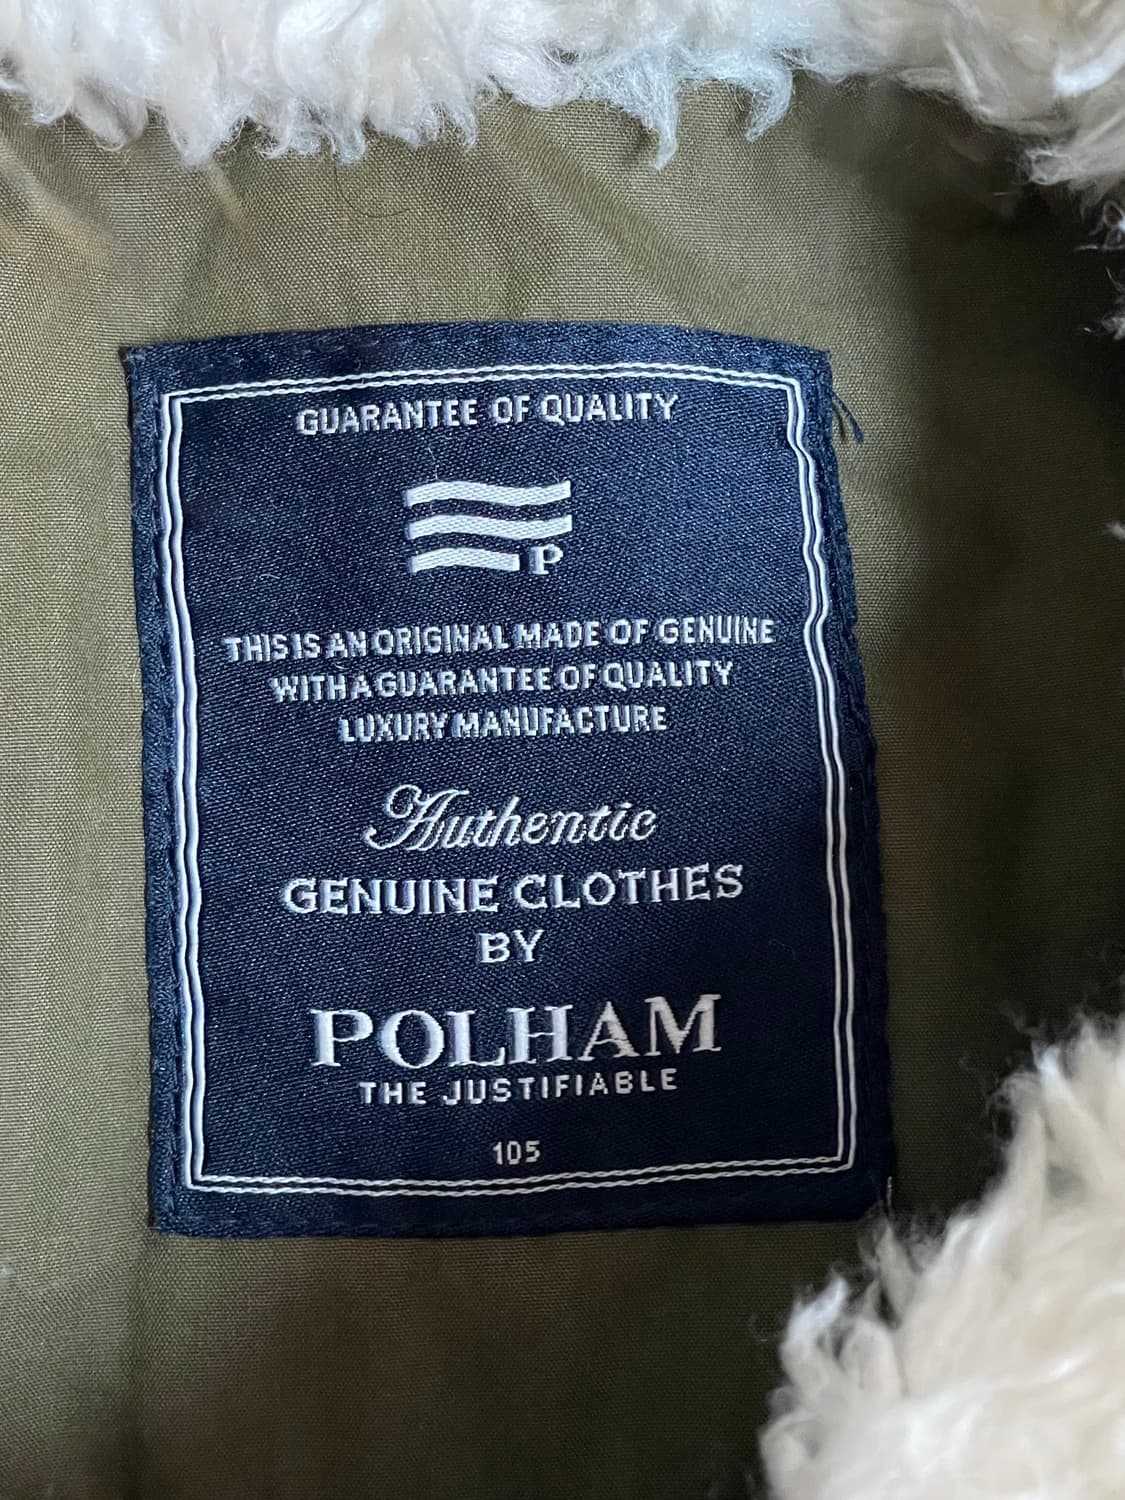 GUARANTEE OF QUALITY
P
THIS IS AN ORIGINAL MADE OF GENUINE
WITH A GUARANTEE OF QUALITY
LUXURY MANUFACTURE
Authentic
GENUINE CLOTHES
BY
POLHAM
THE JUSTIFIABLE
105